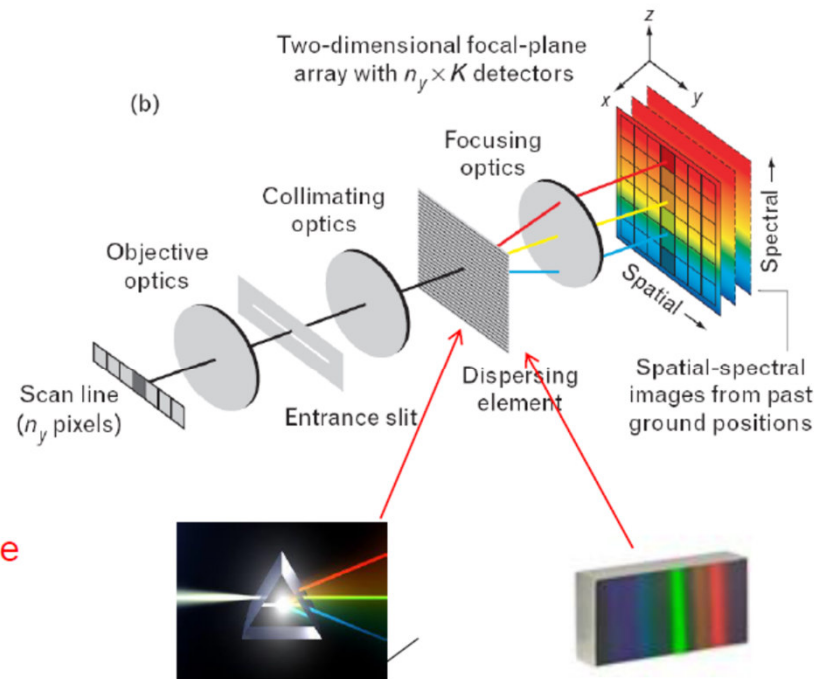 z
Two-dimensional focal-plane
array with n_y × K detectors
x
y
(b)
Focusing
optics
Collimating
optics
Objective
optics
Spectral →
Spatial →
Scan line
(n_y pixels)
Entrance slit
Dispersing
element
Spatial-spectral
images from past
ground positions
e